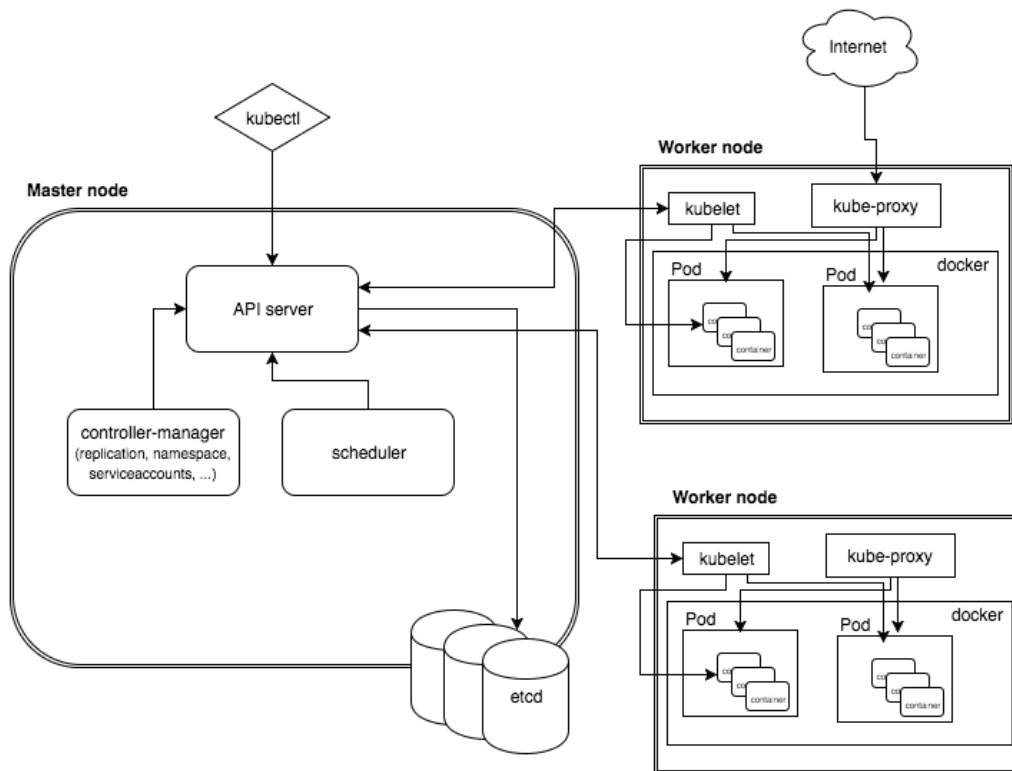 Internet
kubectl
Worker node
Master node
kubelet
kube-proxy
docker
Pod
Pod
API server
container
container
controller-manager
(replication, namespace,
serviceaccounts, ...)
scheduler
Worker node
kubelet
kube-proxy
docker
Pod
Pod
container
container
etcd